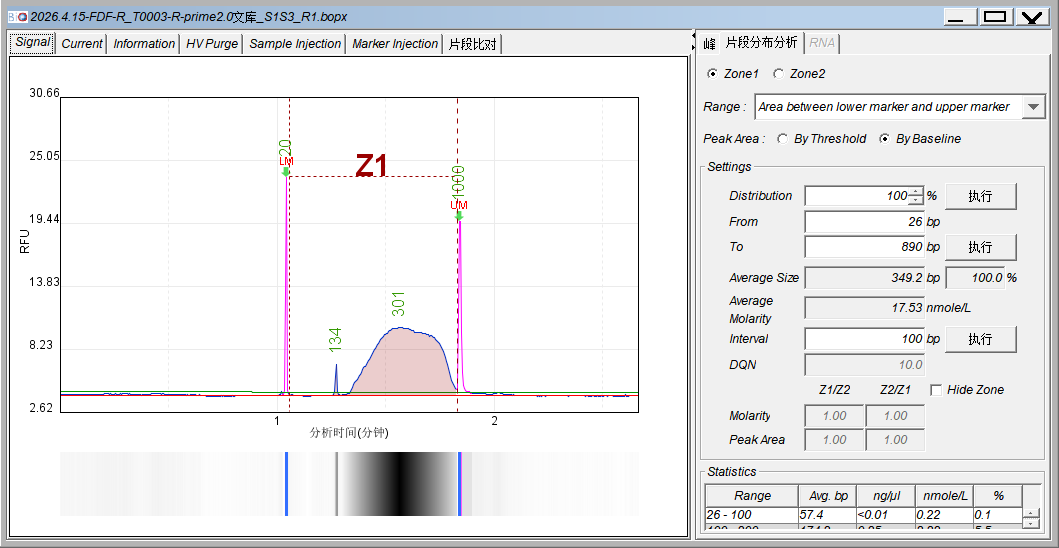 2026.4.15-FDF-R_T0003-R-prime2.0文库_S1S3_R1.bopx
Signal Current Information HV Purge Sample Injection Marker Injection 片段比对
峰 片段分布分析 RNA
Zone1 Zone2
Range : Area between lower marker and upper marker
Peak Area : By Threshold By Baseline
Settings
Distribution 100 % 执行
From 26 bp
To 890 bp 执行
Average Size 349.2 bp 100.0 %
Average Molarity 17.53 nmole/L
Interval 100 bp 执行
DQN 10.0
Z1/Z2 Z2/Z1 Hide Zone
Molarity 1.00 1.00
Peak Area 1.00 1.00
Statistics
Range Avg. bp ng/µl nmole/L %
26 - 100 57.4 <0.01 0.22 0.1
30.66
25.05
19.44
13.83
8.23
2.62
RFU
20
LM
Z1
1000
UM
134
301
1 2
分析时间(分钟)